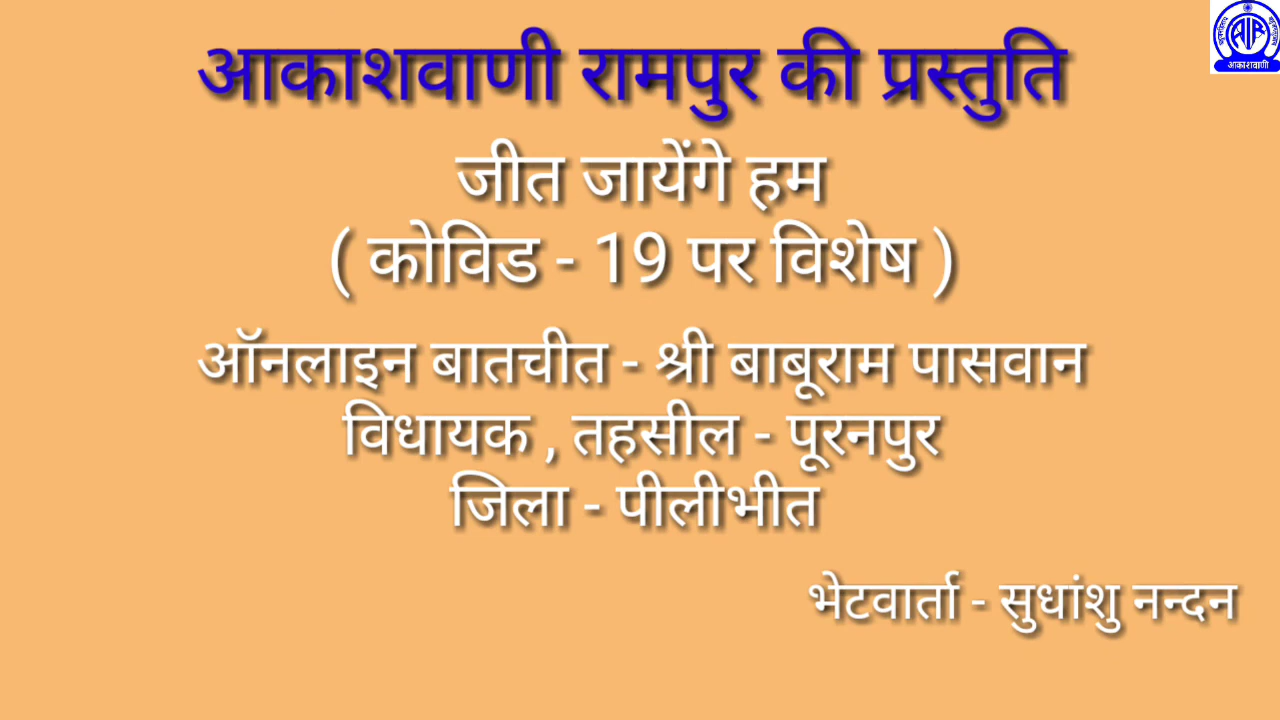 आकाशवाणी रामपुर की प्रस्तुति
जीत जायेंगे हम
( कोविड - 19 पर विशेष )
ऑनलाइन बातचीत - श्री बाबूराम पासवान
विधायक , तहसील - पूरनपुर
जिला - पीलीभीत
भेटवार्ता - सुधांशु नन्दन
AIR
आकाशवाणी